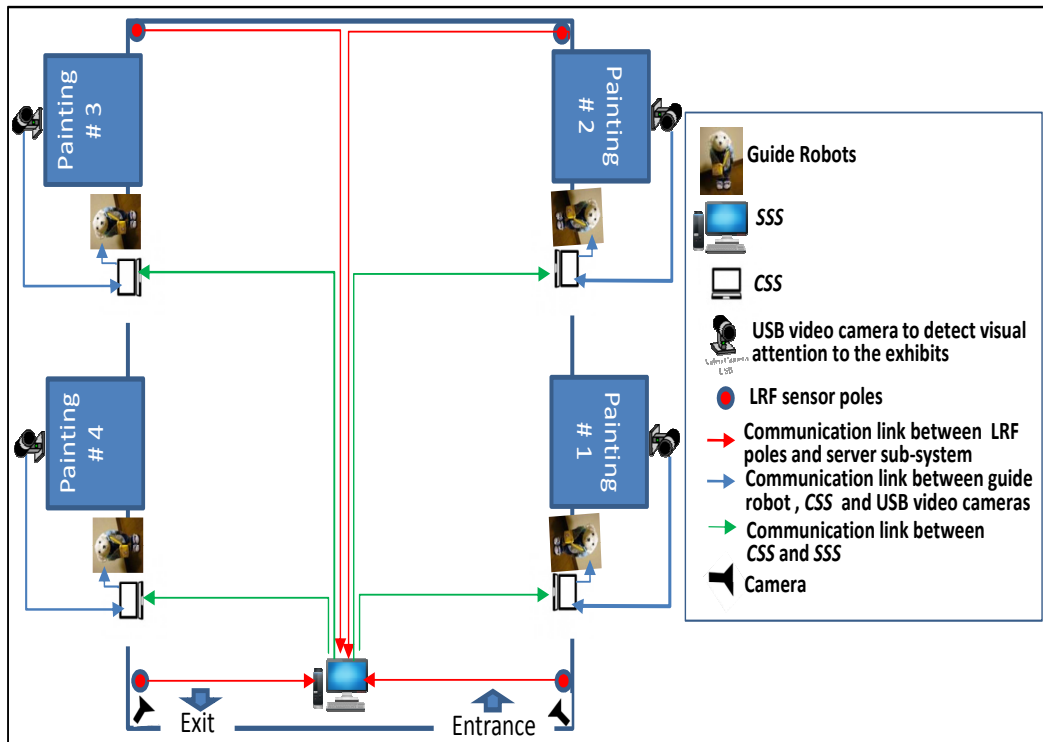 Painting
# 3
Painting
# 2
Painting
# 4
Painting
# 1
Exit
Entrance
Guide Robots
SSS
CSS
USB video camera to detect visual
attention to the exhibits
LRF sensor poles
Communication link between LRF
poles and server sub-system
Communication link between guide
robot , CSS and USB video cameras
Communication link between
CSS and SSS
Camera